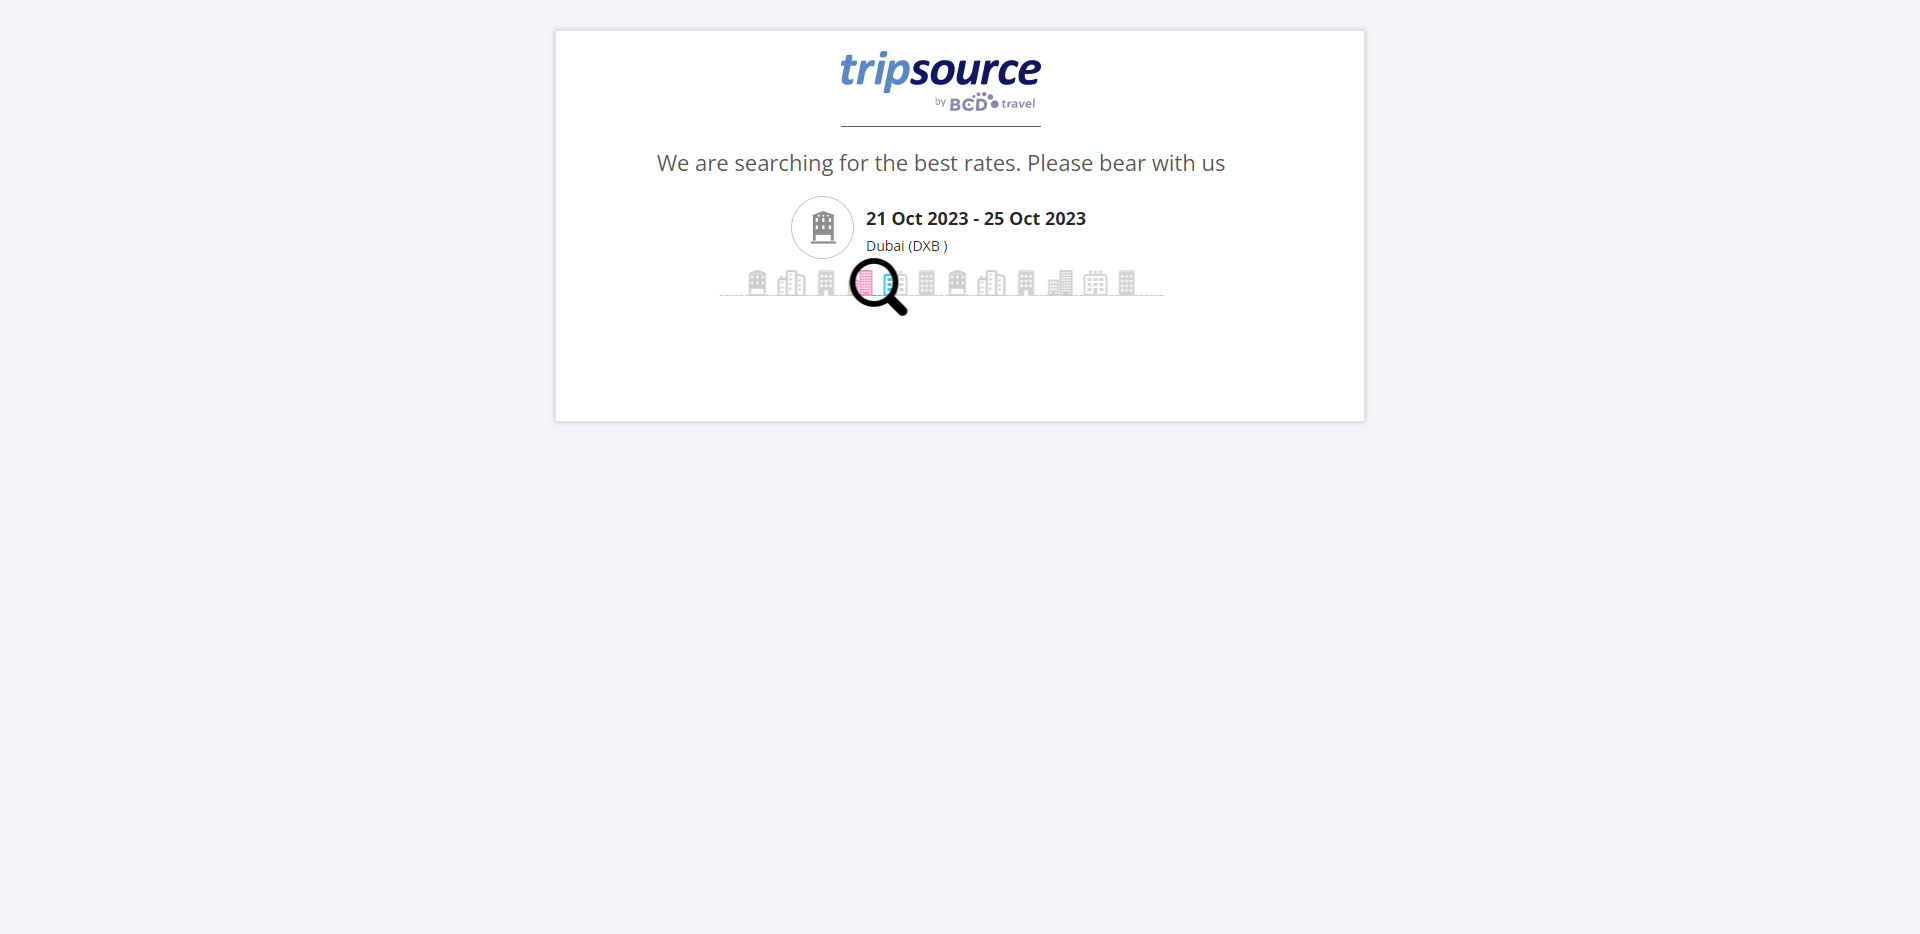 tripsource
by BCD travel
We are searching for the best rates. Please bear with us
21 Oct 2023 - 25 Oct 2023
Dubai (DXB )